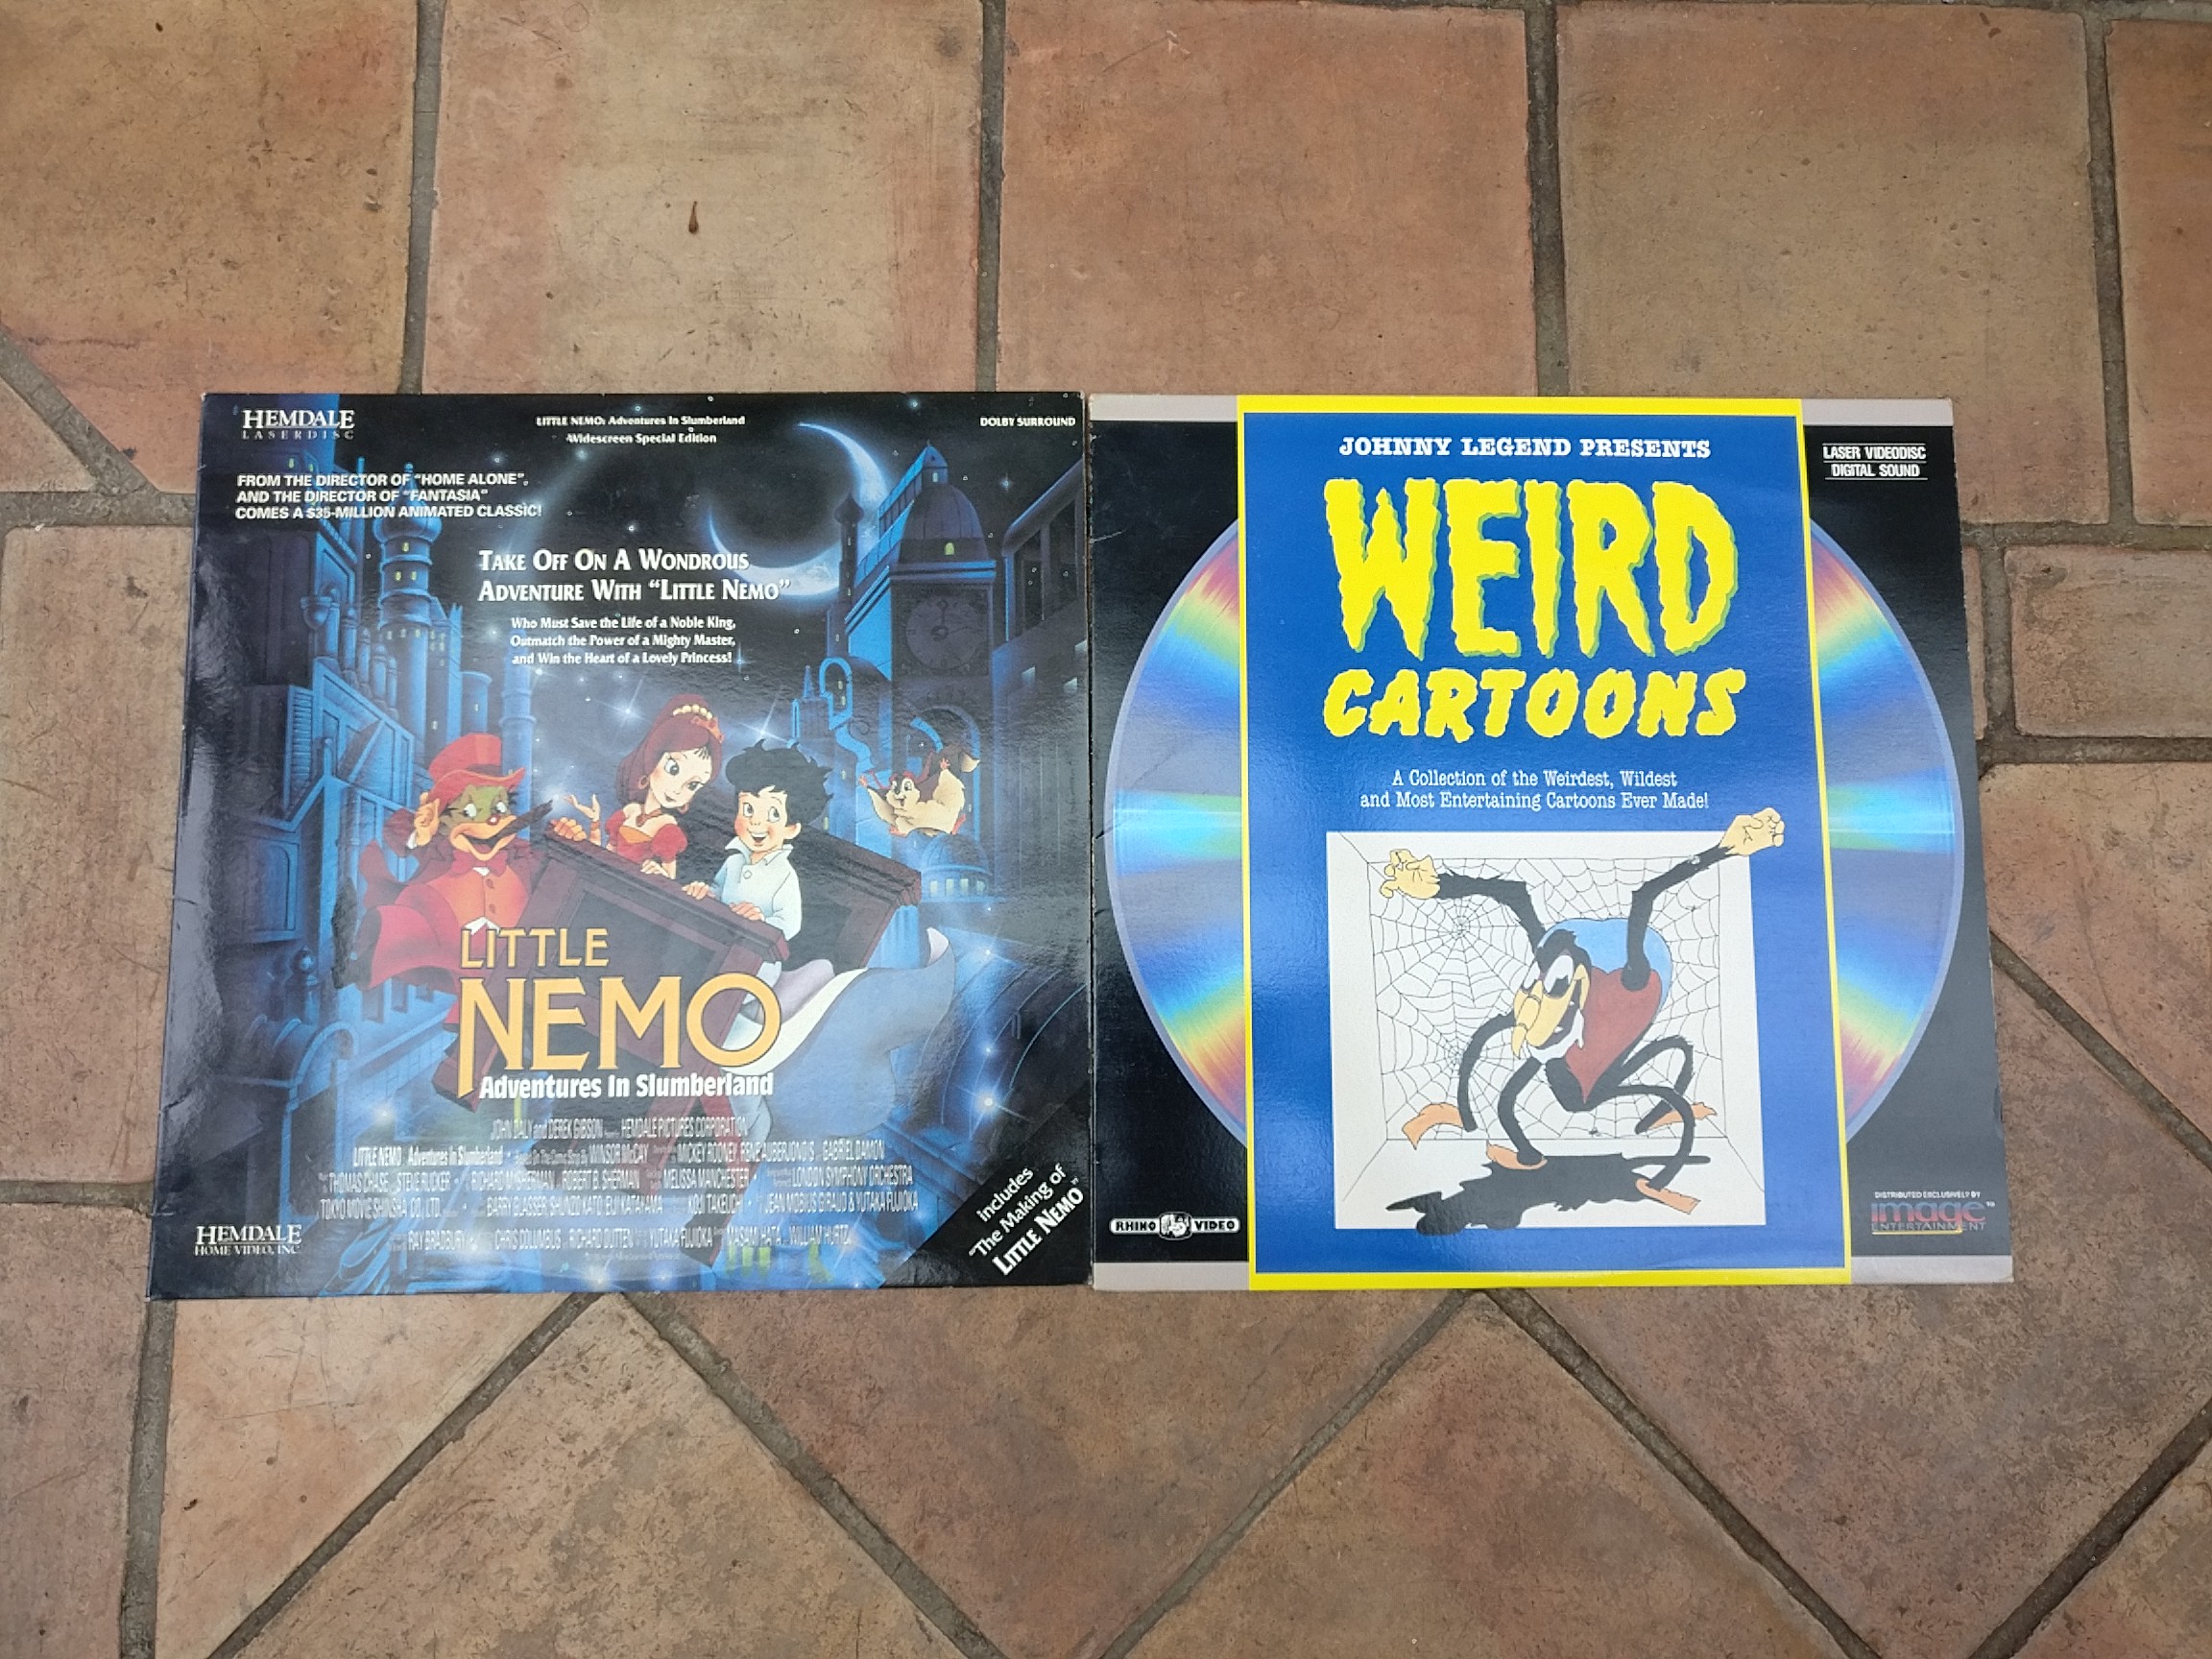 HEMDALE
LASERDISC
LITTLE NEMO: Adventures In Slumberland
Widescreen Special Edition
DOLBY SURROUND
FROM THE DIRECTOR OF "HOME ALONE",
AND THE DIRECTOR OF "FANTASIA"
COMES A $35-MILLION ANIMATED CLASSIC!
TAKE OFF ON A WONDROUS
ADVENTURE WITH "LITTLE NEMO"
Who Must Save the Life of a Noble King,
Outmatch the Power of a Mighty Master,
and Win the Heart of a Lovely Princess!
LITTLE
NEMO
Adventures In Slumberland
JOHN DALY and DEREK GIBSON HEMDALE PICTURES CORPORATION
LITTLE NEMO Adventures In Slumberland Based On The Comic Strip By WINSOR McCAY MICKEY ROONEY, RENE AUBERJONOIS GABRIEL DAMON
THOMAS CHASE STEVE RUCKER RICHARD M. SHERMAN ROBERT B. SHERMAN MELISSA MANCHESTER LONDON SYMPHONY ORCHESTRA
TOKYO MOVIE SHINSHA CO., LTD. BARRY GLASSER SHUNZO KATO EIJI KATAYAMA KOJI TAKEUCHI JEAN MOBIUS GIRAUD & YUTAKA FUJIOKA
RAY BRADBURY CHRIS COLUMBUS RICHARD OUTTEN YUTAKA FUJIOKA MASAMI HATA WILLIAM HURTZ
HEMDALE
HOME VIDEO, INC.
includes
"The Making of
LITTLE NEMO"
JOHNNY LEGEND PRESENTS
WEIRD
CARTOONS
A Collection of the Weirdest, Wildest
and Most Entertaining Cartoons Ever Made!
LASER VIDEODISC
DIGITAL SOUND
RHINO VIDEO
DISTRIBUTED EXCLUSIVELY BY
image
ENTERTAINMENT